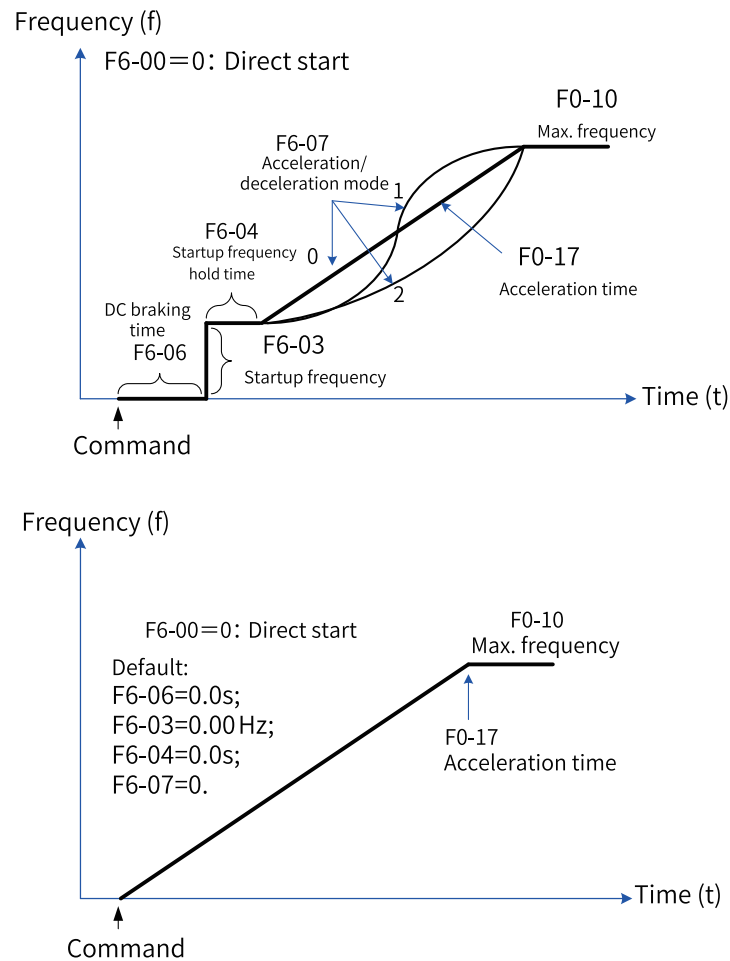 Frequency (f)
F6-00=0: Direct start
F0-10
Max. frequency
F6-07
Acceleration/
deceleration mode
1
F6-04
Startup frequency
hold time
0
F0-17
Acceleration time
2
DC braking
time
F6-06
F6-03
Startup frequency
Time (t)
Command
Frequency (f)
F6-00=0: Direct start
F0-10
Max. frequency
Default:
F6-06=0.0s;
F6-03=0.00Hz;
F6-04=0.0s;
F6-07=0.
F0-17
Acceleration time
Time (t)
Command